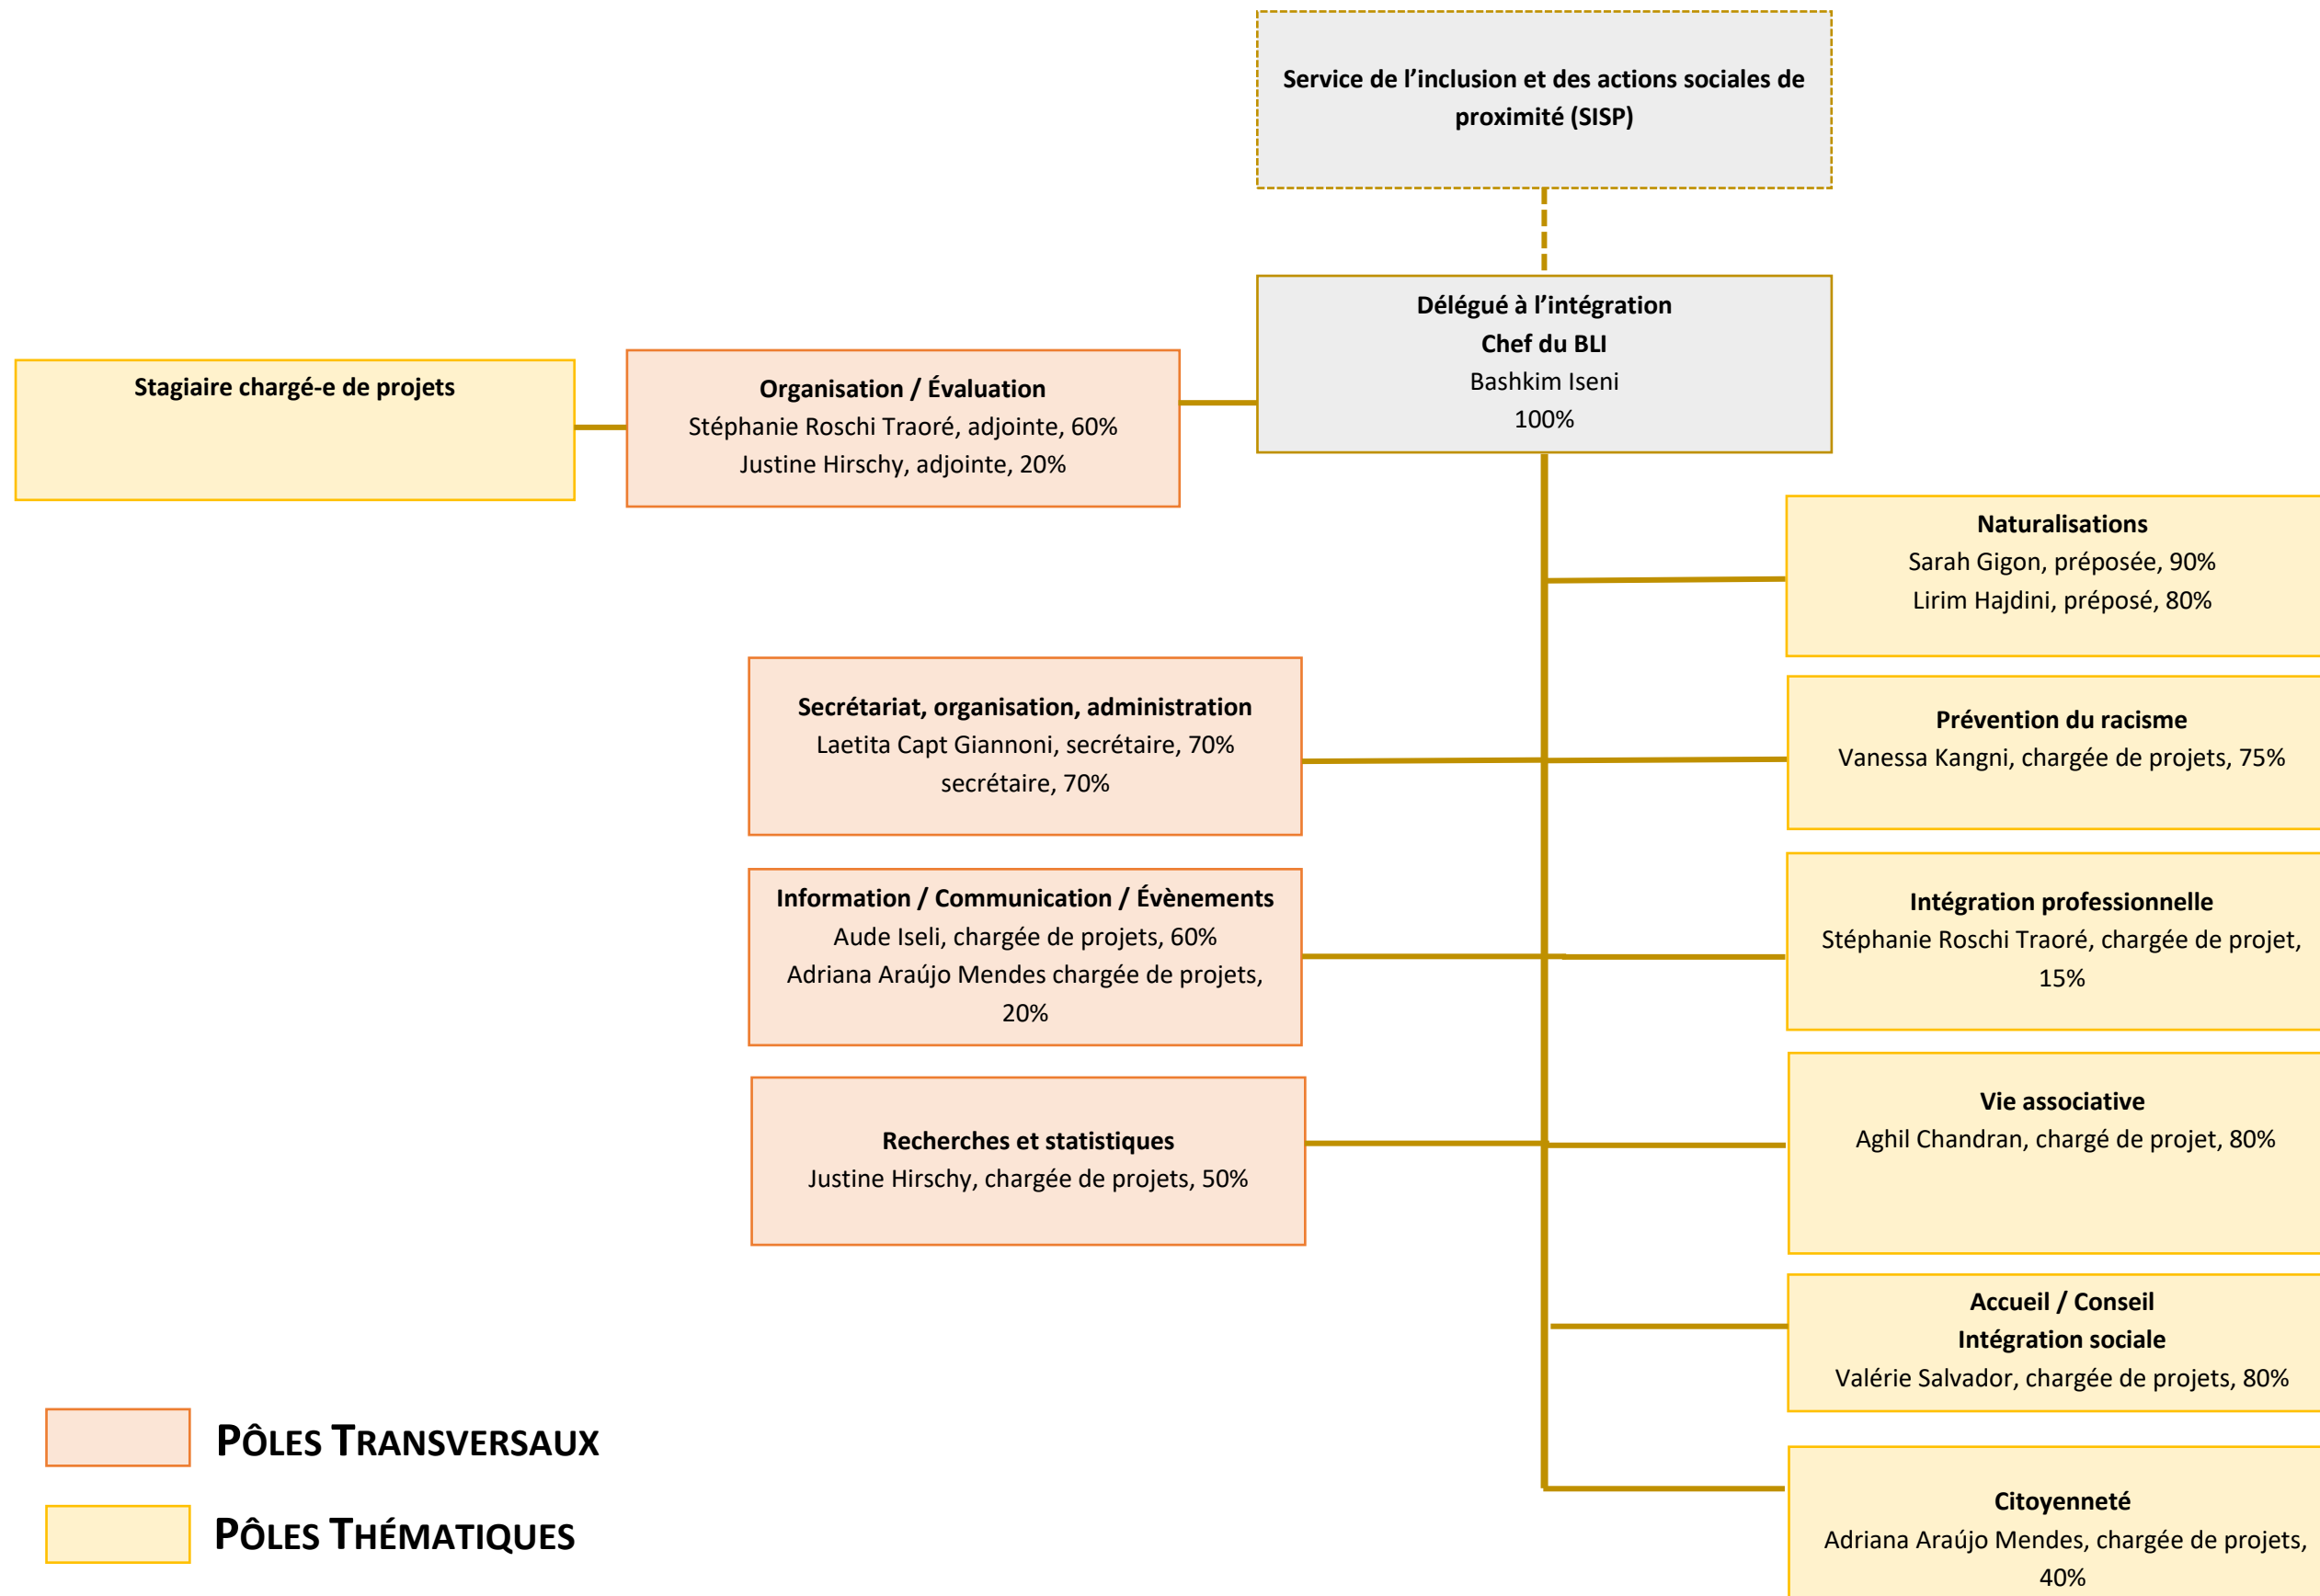 Service de l’inclusion et des actions sociales de
proximité (SISP)
Délégué à l’intégration
Chef du BLI
Bashkim Iseni
100%
Stagiaire chargé-e de projets
Organisation / Évaluation
Stéphanie Roschi Traoré, adjointe, 60%
Justine Hirschy, adjointe, 20%
Naturalisations
Sarah Gigon, préposée, 90%
Lirim Hajdini, préposé, 80%
Secrétariat, organisation, administration
Laetita Capt Giannoni, secrétaire, 70%
secrétaire, 70%
Prévention du racisme
Vanessa Kangni, chargée de projets, 75%
Information / Communication / Évènements
Aude Iseli, chargée de projets, 60%
Adriana Araújo Mendes chargée de projets,
20%
Intégration professionnelle
Stéphanie Roschi Traoré, chargée de projet,
15%
Recherches et statistiques
Justine Hirschy, chargée de projets, 50%
Vie associative
Aghil Chandran, chargé de projet, 80%
Accueil / Conseil
Intégration sociale
Valérie Salvador, chargée de projets, 80%
Citoyenneté
Adriana Araújo Mendes, chargée de projets,
40%
PÔLES TRANSVERSAUX
PÔLES THÉMATIQUES